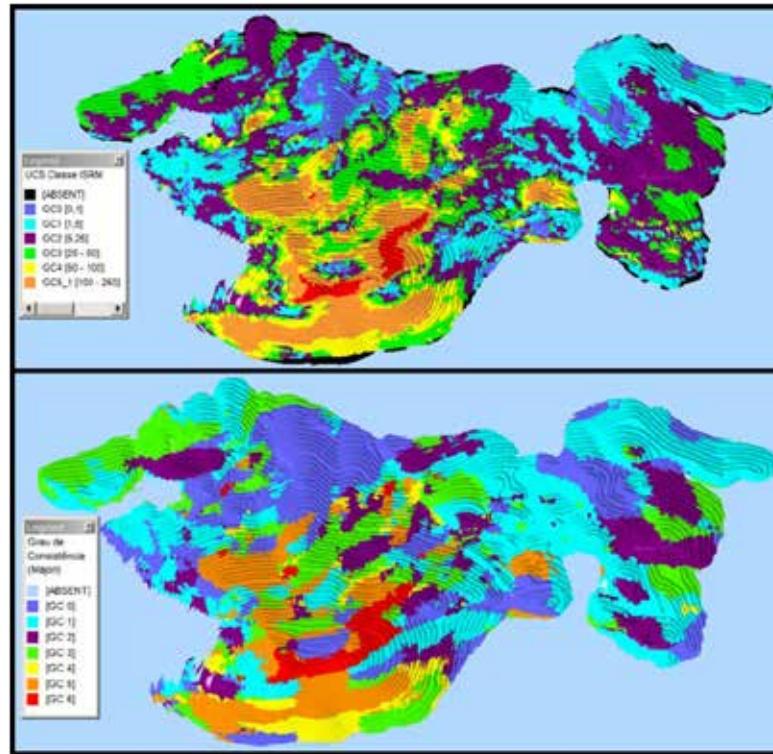 Legend
UCS Classe ISRM
[ABSENT]
GC0 [0,1]
GC1 [1,5]
GC2 [5,25]
GC3 [25 - 50]
GC4 [50 - 100]
GC5_1 [100 - 250]
Legend
Grau de
Consistência
(Major)
[ABSENT]
[GC 0]
[GC 1]
[GC 2]
[GC 3]
[GC 4]
[GC 5]
[GC 6]